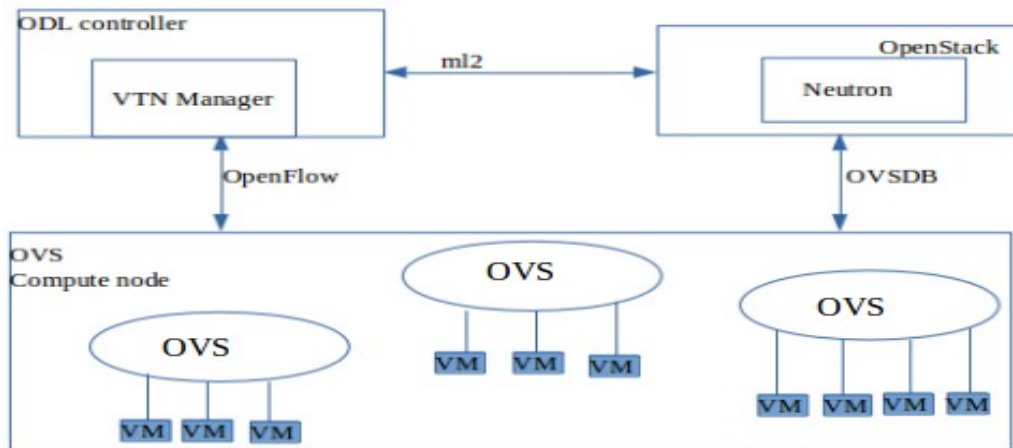 ODL controller
VTN Manager
ml2
OpenStack
Neutron
OpenFlow
OVSDB
OVS
Compute node
OVS
VM VM VM
OVS
VM VM VM
OVS
VM VM VM VM